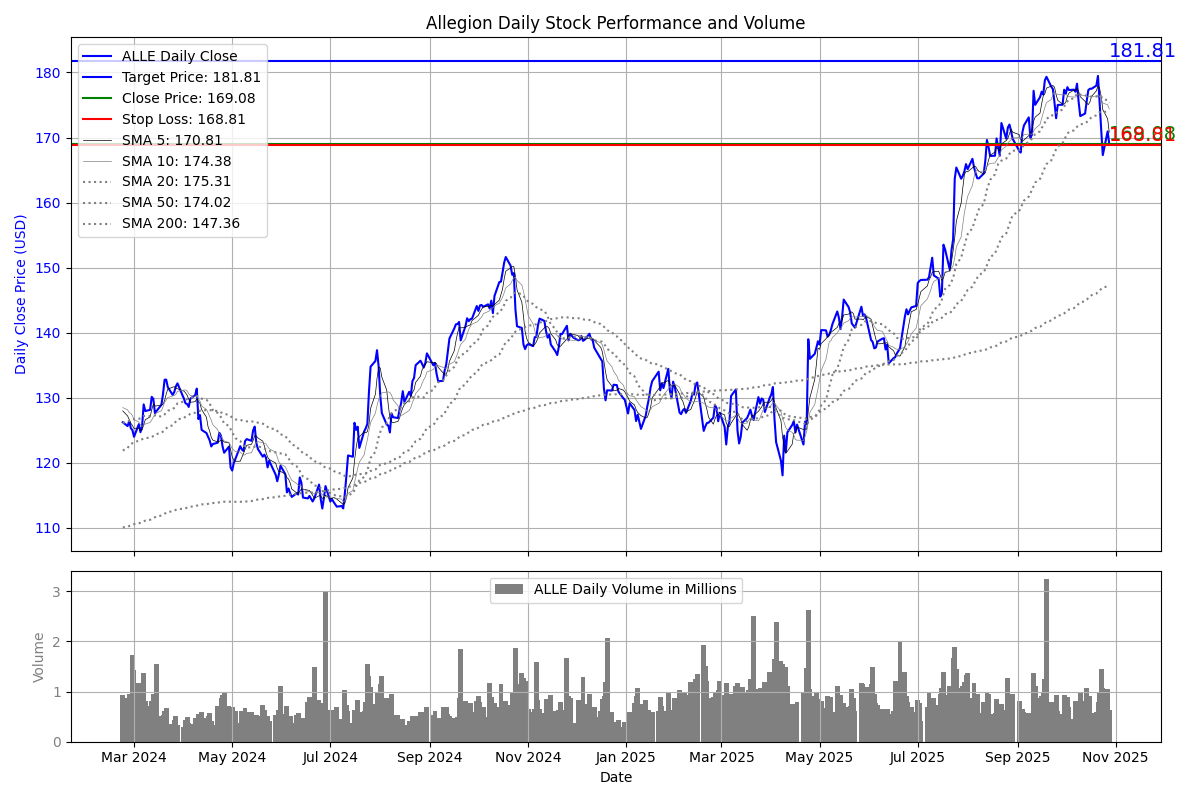 Allegion Daily Stock Performance and Volume
ALLE Daily Close
Target Price: 181.81
Close Price: 169.08
Stop Loss: 168.81
SMA 5: 170.81
SMA 10: 174.38
SMA 20: 175.31
SMA 50: 174.02
SMA 200: 147.36
181.81
169.08
168.81
180
170
160
150
140
130
120
110
Daily Close Price (USD)
ALLE Daily Volume in Millions
3
2
1
0
Volume
Mar 2024 May 2024 Jul 2024 Sep 2024 Nov 2024 Jan 2025 Mar 2025 May 2025 Jul 2025 Sep 2025 Nov 2025
Date